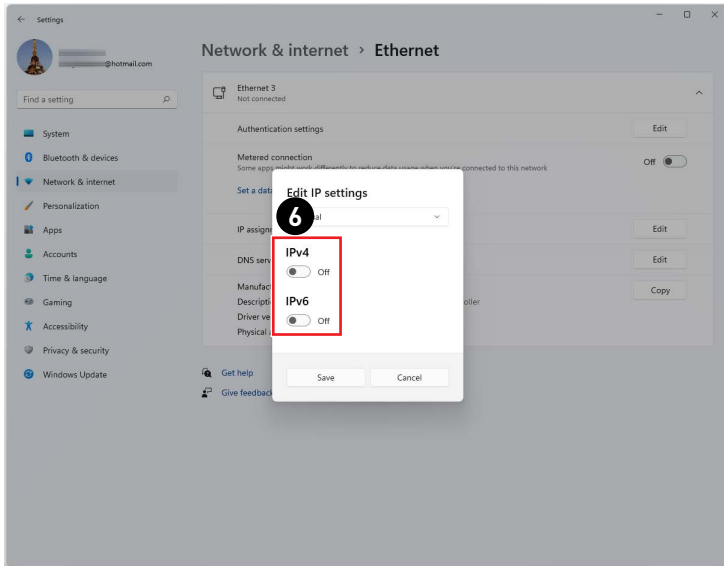 Settings
@hotmail.com
Network & internet › Ethernet
Find a setting
System
Bluetooth & devices
Network & internet
Personalization
Apps
Accounts
Time & language
Gaming
Accessibility
Privacy & security
Windows Update
Ethernet 3
Not connected
Authentication settings
Edit
Metered connection
Some apps might work differently to reduce data usage when you're connected to this network
Off
Set a data
IP assign
Edit
DNS serv
Edit
Manufact
Copy
Descripti
oller
Driver ve
Physical
Edit IP settings
6
al
IPv4
Off
IPv6
Off
Save
Cancel
Get help
Give feedback